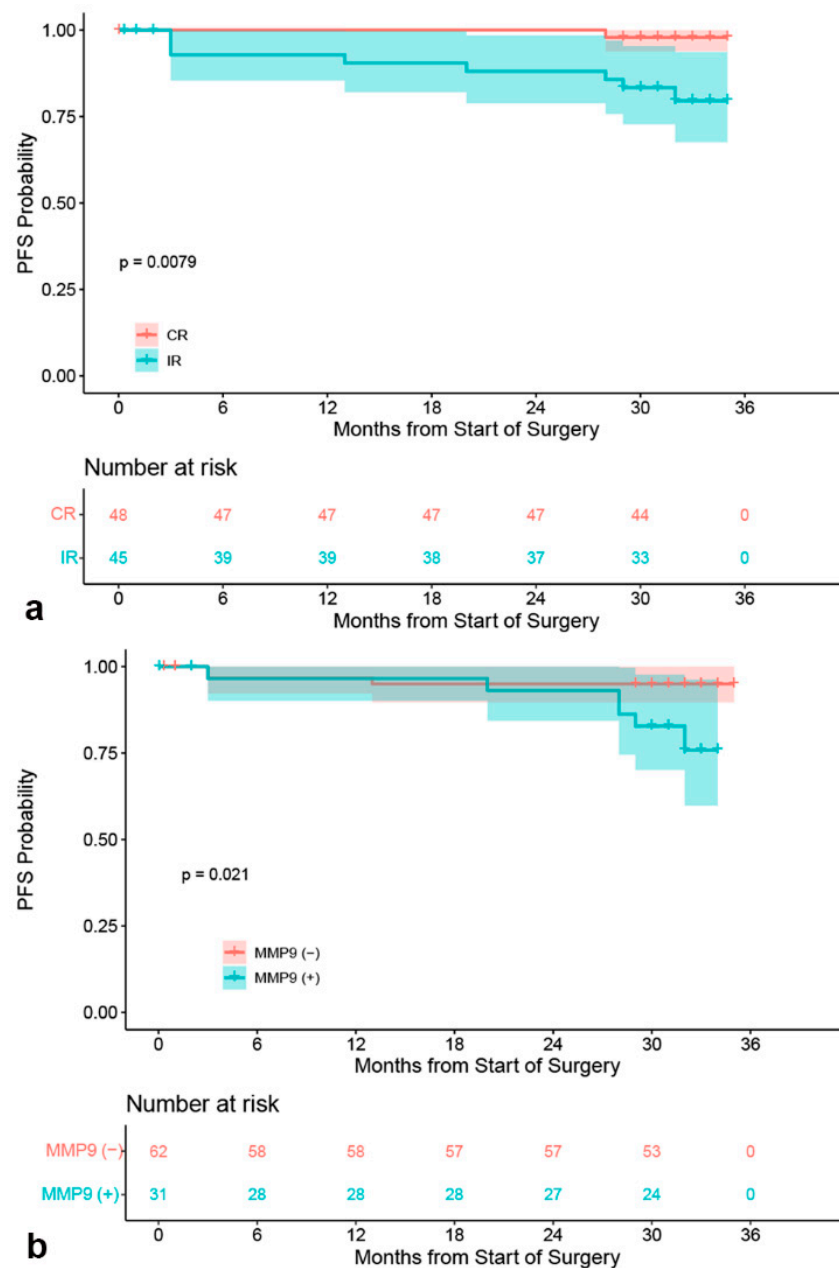 1.00
0.75
0.50
0.25
0.00
PFS Probability
p = 0.0079
CR
IR
0 6 12 18 24 30 36
Months from Start of Surgery
Number at risk
CR 48 47 47 47 47 44 0
IR 45 39 39 38 37 33 0
0 6 12 18 24 30 36
Months from Start of Surgery
a
1.00
0.75
0.50
0.25
0.00
PFS Probability
p = 0.021
MMP9 (−)
MMP9 (+)
0 6 12 18 24 30 36
Months from Start of Surgery
Number at risk
MMP9 (−) 62 58 58 57 57 53 0
MMP9 (+) 31 28 28 28 27 24 0
0 6 12 18 24 30 36
Months from Start of Surgery
b